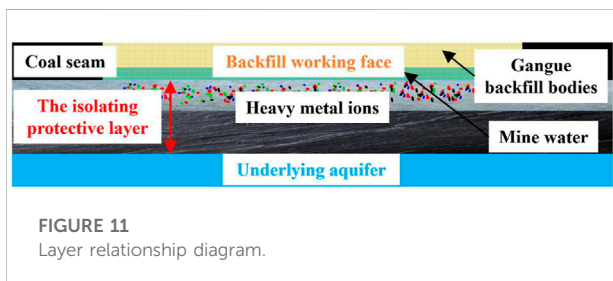 Coal seam
Backfill working face
Gangue
backfill bodies
The isolating
protective layer
Heavy metal ions
Mine water
Underlying aquifer
FIGURE 11
Layer relationship diagram.